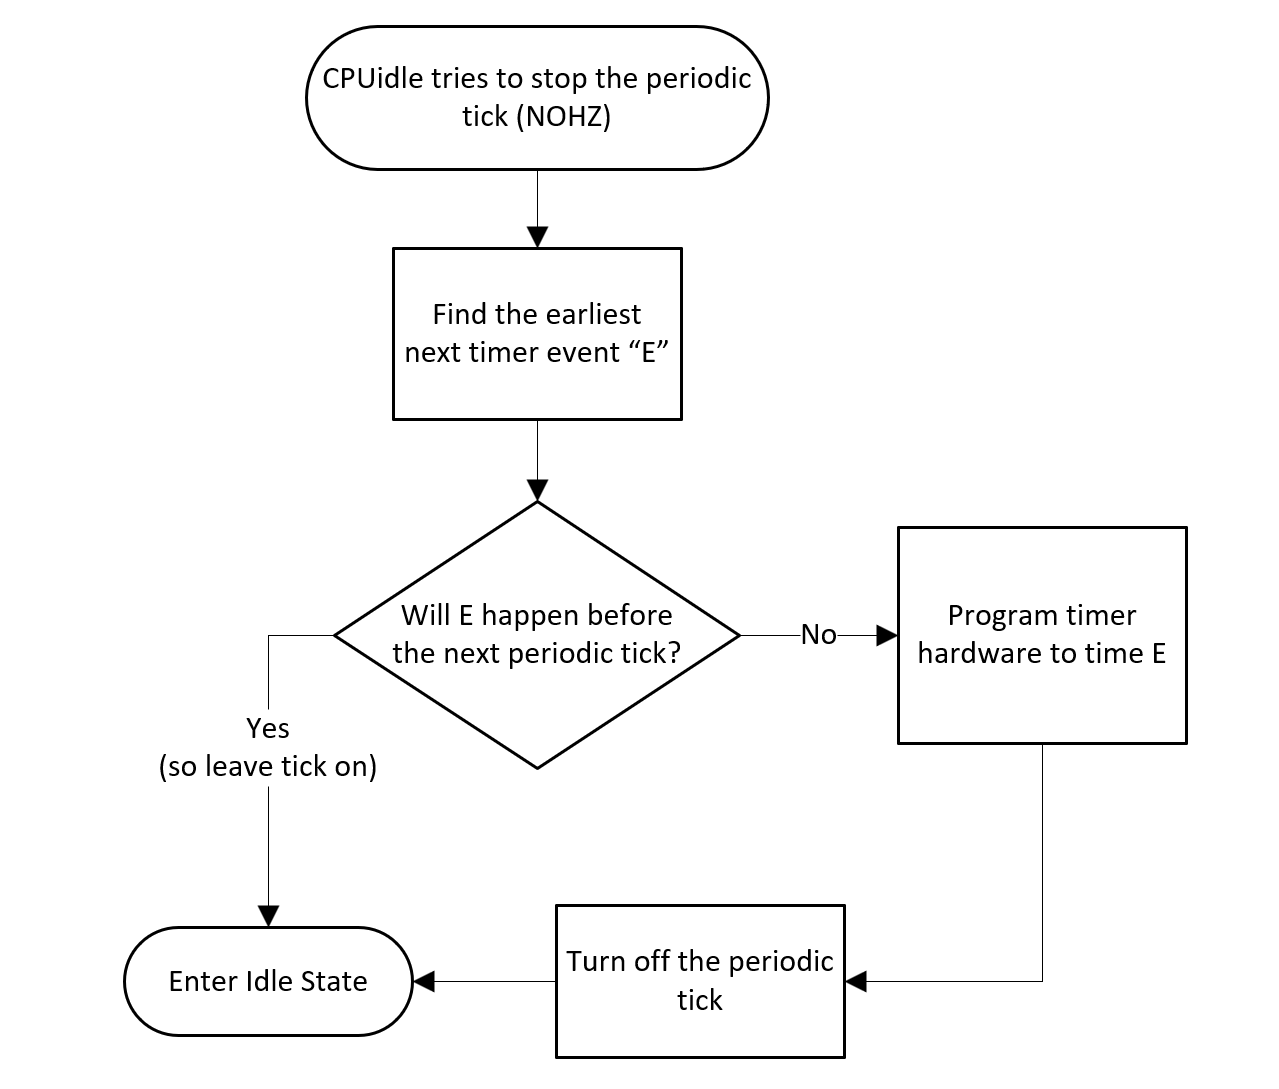 CPUidle tries to stop the periodic
tick (NOHZ)
Find the earliest
next timer event “E”
Will E happen before
the next periodic tick?
No
Program timer
hardware to time E
Yes
(so leave tick on)
Turn off the periodic
tick
Enter Idle State